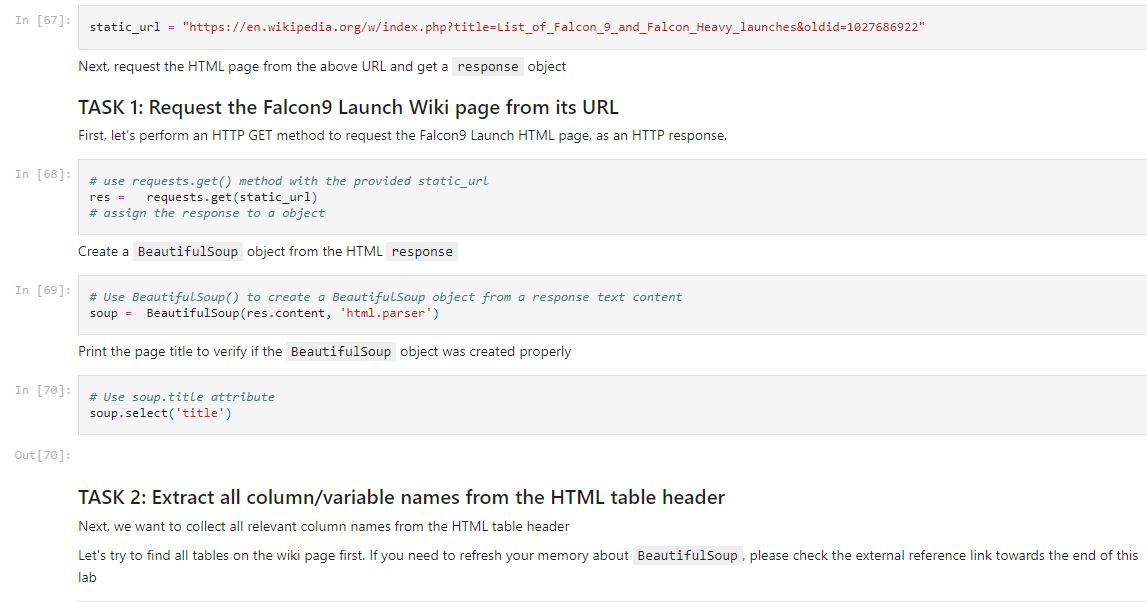 In [67]:
static_url = "https://en.wikipedia.org/w/index.php?title=List_of_Falcon_9_and_Falcon_Heavy_launches&oldid=1027686922"
Next, request the HTML page from the above URL and get a response object
TASK 1: Request the Falcon9 Launch Wiki page from its URL
First, let's perform an HTTP GET method to request the Falcon9 Launch HTML page, as an HTTP response.
In [68]:
# use requests.get() method with the provided static_url
res =   requests.get(static_url)
# assign the response to a object
Create a BeautifulSoup object from the HTML response
In [69]:
# Use BeautifulSoup() to create a BeautifulSoup object from a response text content
soup =  BeautifulSoup(res.content, 'html.parser')
Print the page title to verify if the BeautifulSoup object was created properly
In [70]:
# Use soup.title attribute
soup.select('title')
Out[70]:
TASK 2: Extract all column/variable names from the HTML table header
Next, we want to collect all relevant column names from the HTML table header
Let's try to find all tables on the wiki page first. If you need to refresh your memory about BeautifulSoup , please check the external reference link towards the end of this
lab